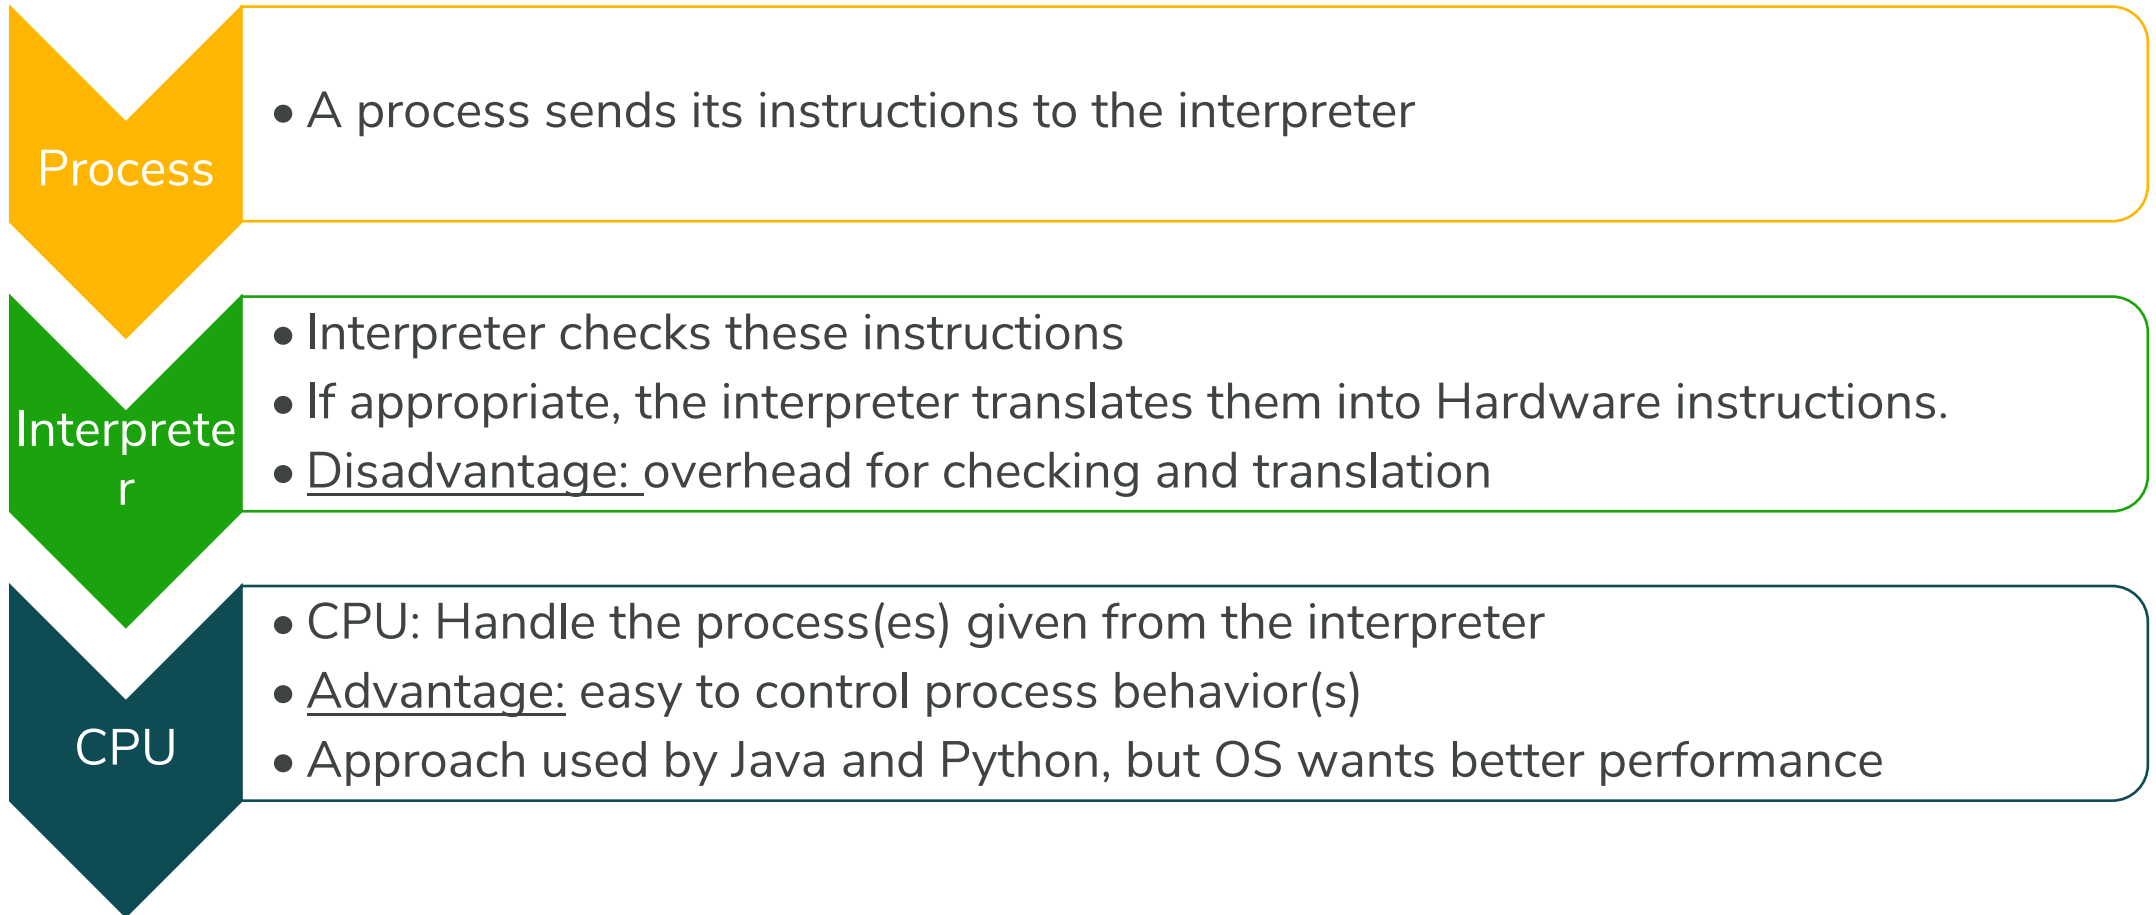 Process
• A process sends its instructions to the interpreter
Interprete
r
• Interpreter checks these instructions
• If appropriate, the interpreter translates them into Hardware instructions.
• Disadvantage: overhead for checking and translation
CPU
• CPU: Handle the process(es) given from the interpreter
• Advantage: easy to control process behavior(s)
• Approach used by Java and Python, but OS wants better performance